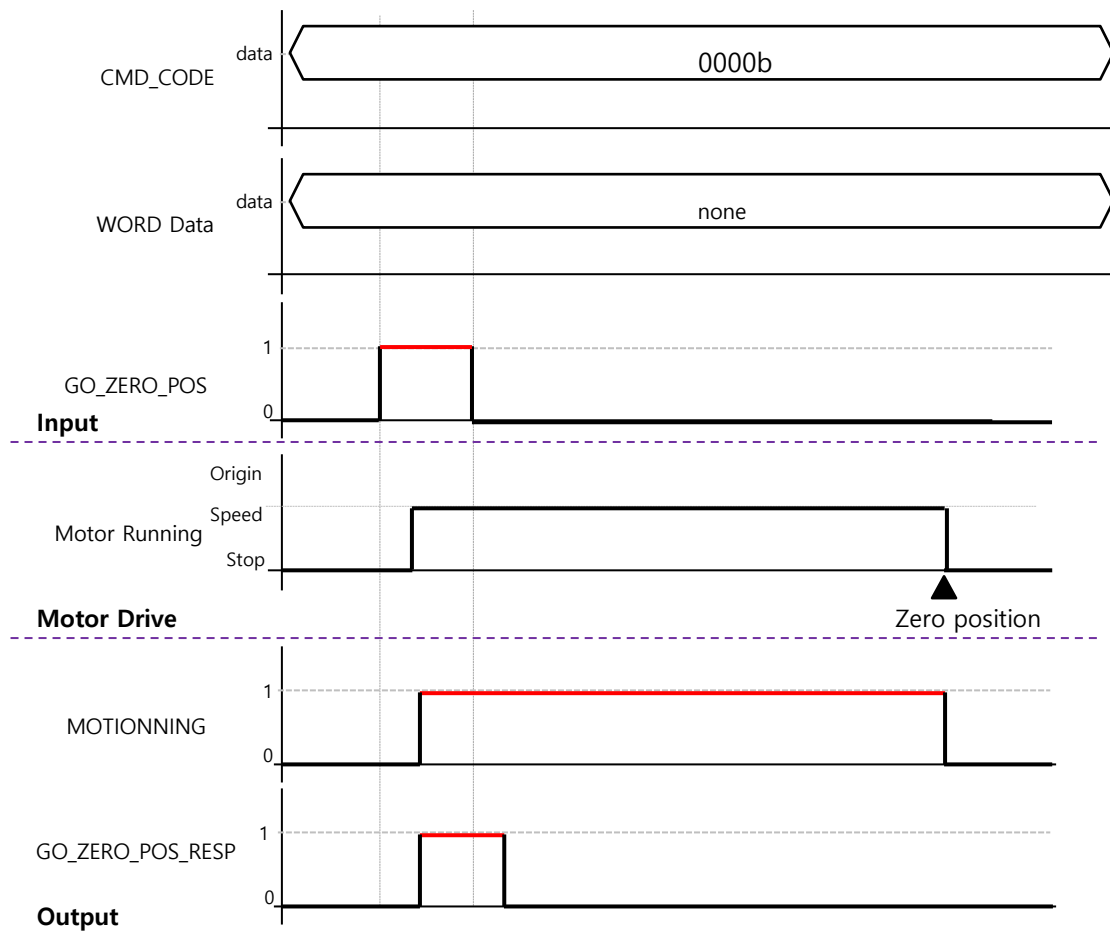 data
CMD_CODE
0000b
data
WORD Data
none
1
GO_ZERO_POS
0
Input
Origin
Speed
Motor Running
Stop
Motor Drive
Zero position
1
MOTIONNING
0
1
GO_ZERO_POS_RESP
0
Output